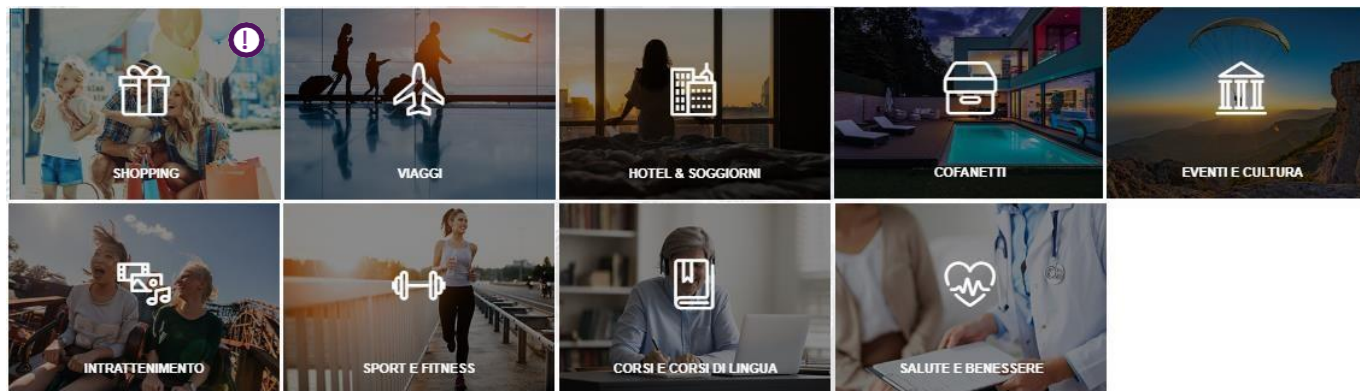 SHOPPING
VIAGGI
HOTEL & SOGGIORNI
COFANETTI
EVENTI E CULTURA
INTRATTENIMENTO
SPORT E FITNESS
CORSI E CORSI DI LINGUA
SALUTE E BENESSERE